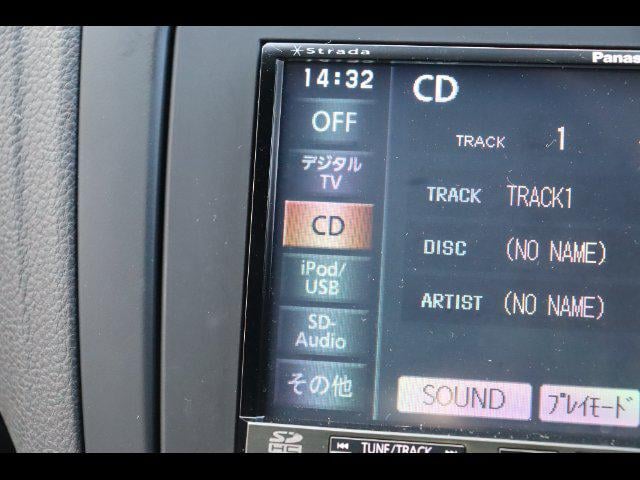 Strada
Panas
14:32
CD
OFF
TRACK 1
デジタル
TV
TRACK TRACK1
CD
DISC (NO NAME)
iPod/
USB
ARTIST (NO NAME)
SD-
Audio
その他
SOUND
プレイモード
SD
HC
TUNE/TRACK